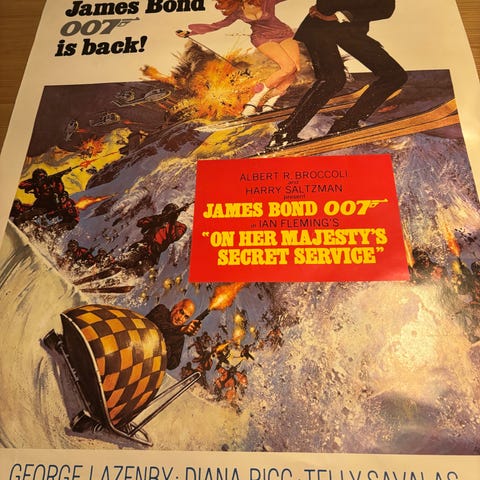 James Bond
007
is back!
ALBERT R. BROCCOLI
and
HARRY SALTZMAN
present
JAMES BOND 007
in IAN FLEMING'S
"ON HER MAJESTY'S
SECRET SERVICE"
GEORGE LAZENBY · DIANA RIGG · TELLY SAVALAS